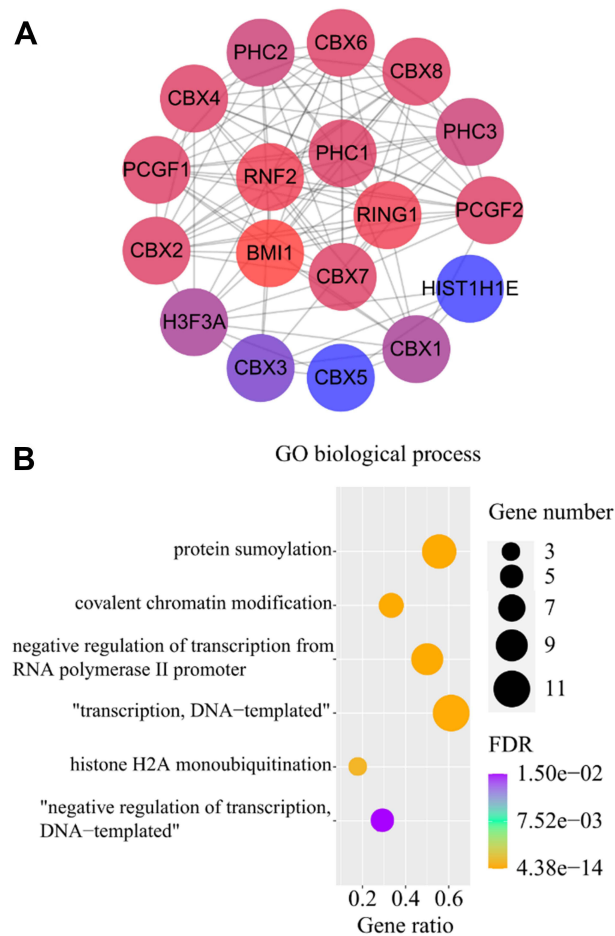 A
CBX6
PHC2
CBX8
CBX4
PHC3
PHC1
PCGF1
RNF2
RING1
PCGF2
CBX2
BMI1
CBX7
HIST1H1E
H3F3A
CBX1
CBX3
CBX5
B
GO biological process
Gene number
protein sumoylation
3
5
covalent chromatin modification
7
negative regulation of transcription from
RNA polymerase II promoter
9
"transcription, DNA−templated"
11
FDR
histone H2A monoubiquitination
1.50e−02
"negative regulation of transcription,
DNA−templated"
7.52e−03
4.38e−14
0.2 0.4 0.6
Gene ratio